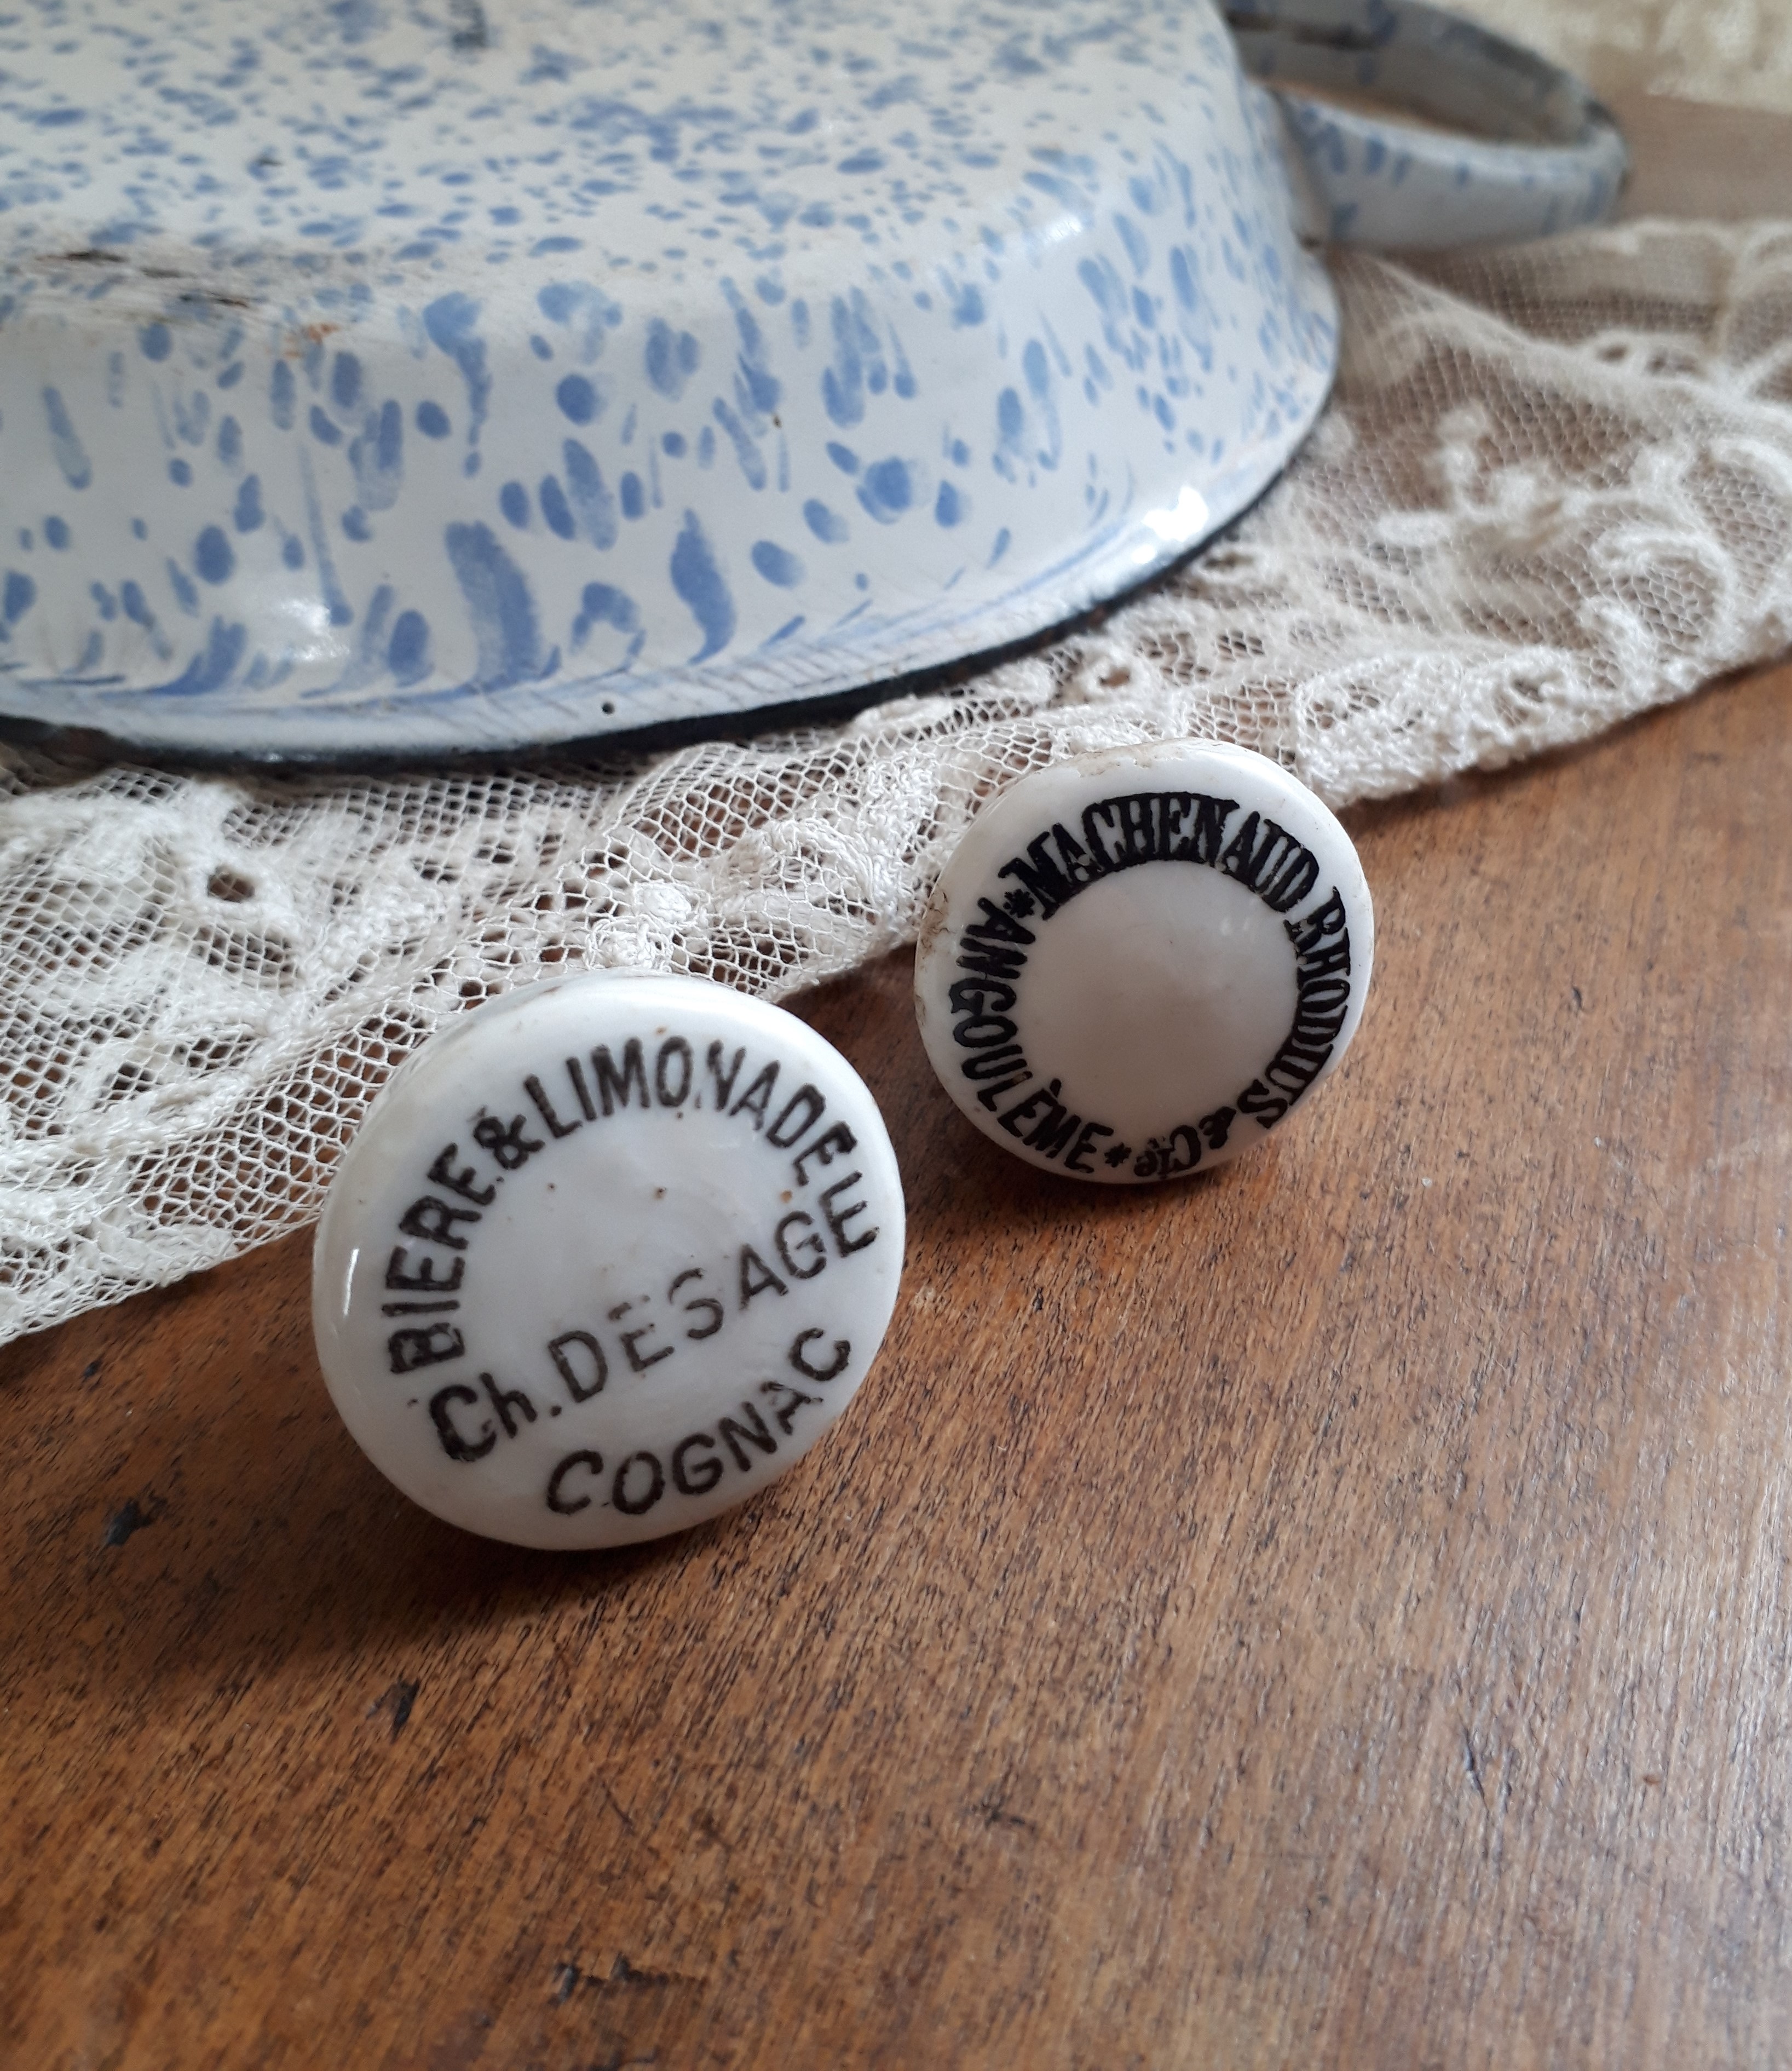 BIERE & LIMONADE
Ch. DESAGE
COGNAC
* MACHENAUD RHODIUS & Cie * ANGOULÊME